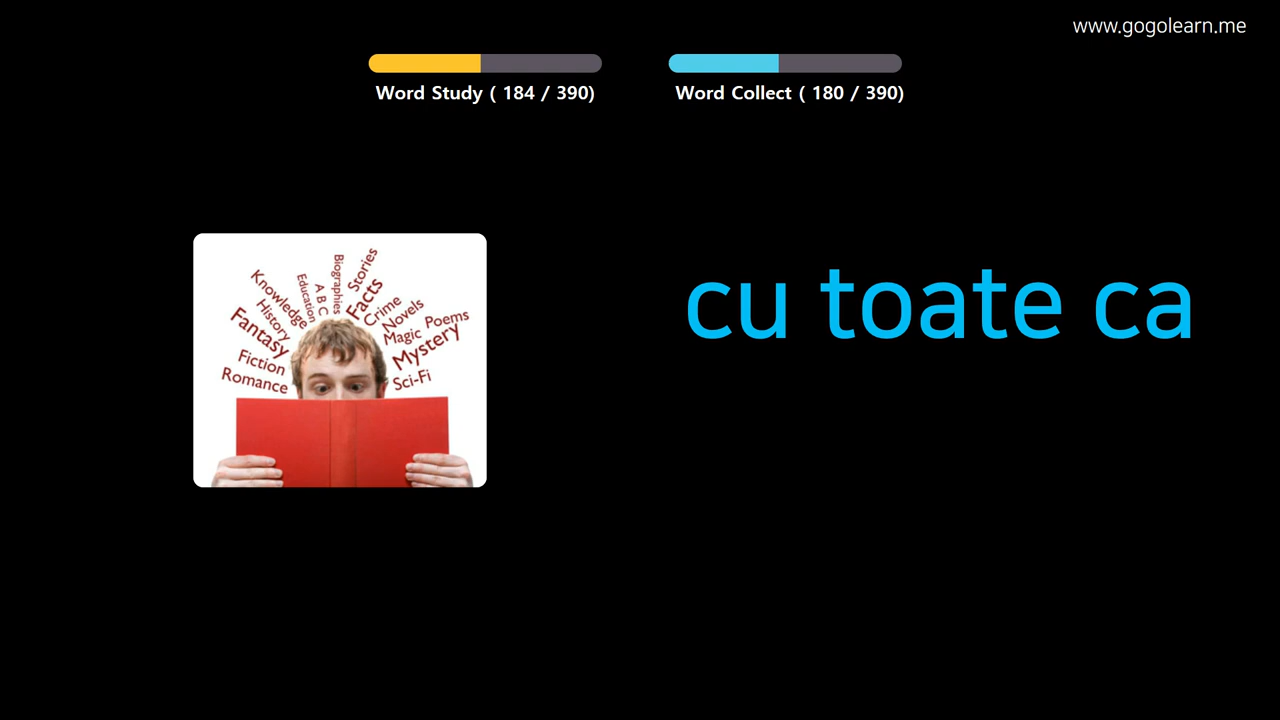 www.gogolearn.me
Word Study ( 184 / 390)
Word Collect ( 180 / 390)
cu toate ca
Knowledge
History
Fantasy
Fiction
Romance
Education
A B C
Biographies
Stories
Facts
Crime
Novels
Magic
Poems
Mystery
Sci-Fi